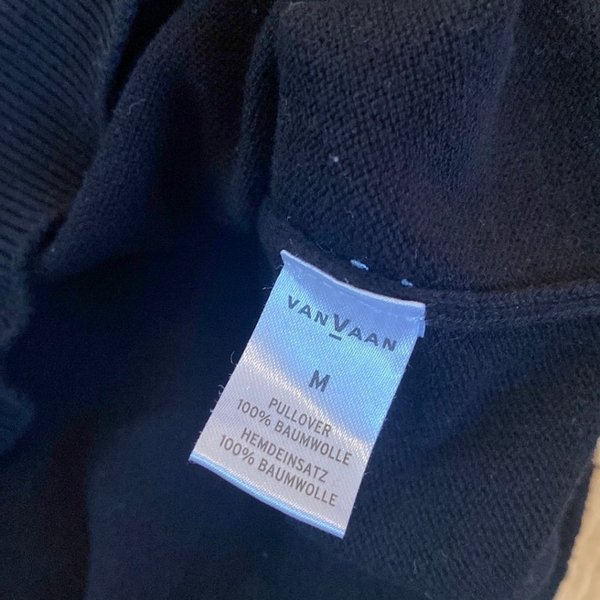 VANVAAN
M
PULLOVER
100% BAUMWOLLE
HEMDEINSATZ
100% BAUMWOLLE